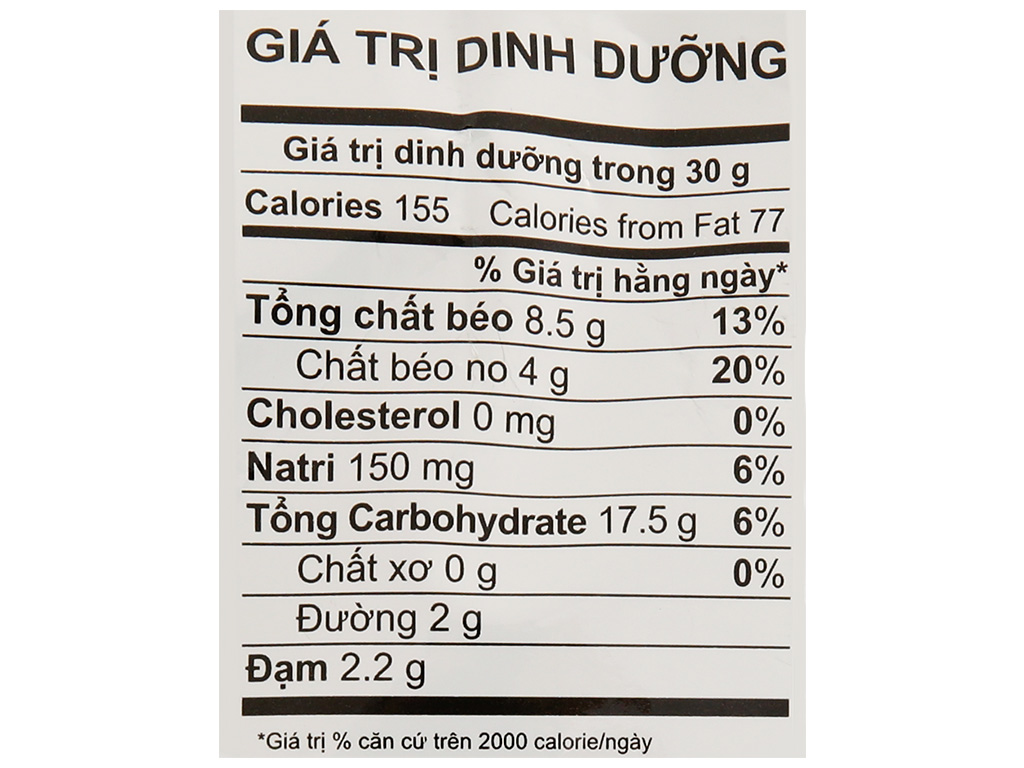 GIÁ TRỊ DINH DƯỠNG
Giá trị dinh dưỡng trong 30 g
Calories 155 Calories from Fat 77
% Giá trị hằng ngày*
Tổng chất béo 8.5 g 13%
Chất béo no 4 g 20%
Cholesterol 0 mg 0%
Natri 150 mg 6%
Tổng Carbohydrate 17.5 g 6%
Chất xơ 0 g 0%
Đường 2 g
Đạm 2.2 g
*Giá trị % căn cứ trên 2000 calorie/ngày